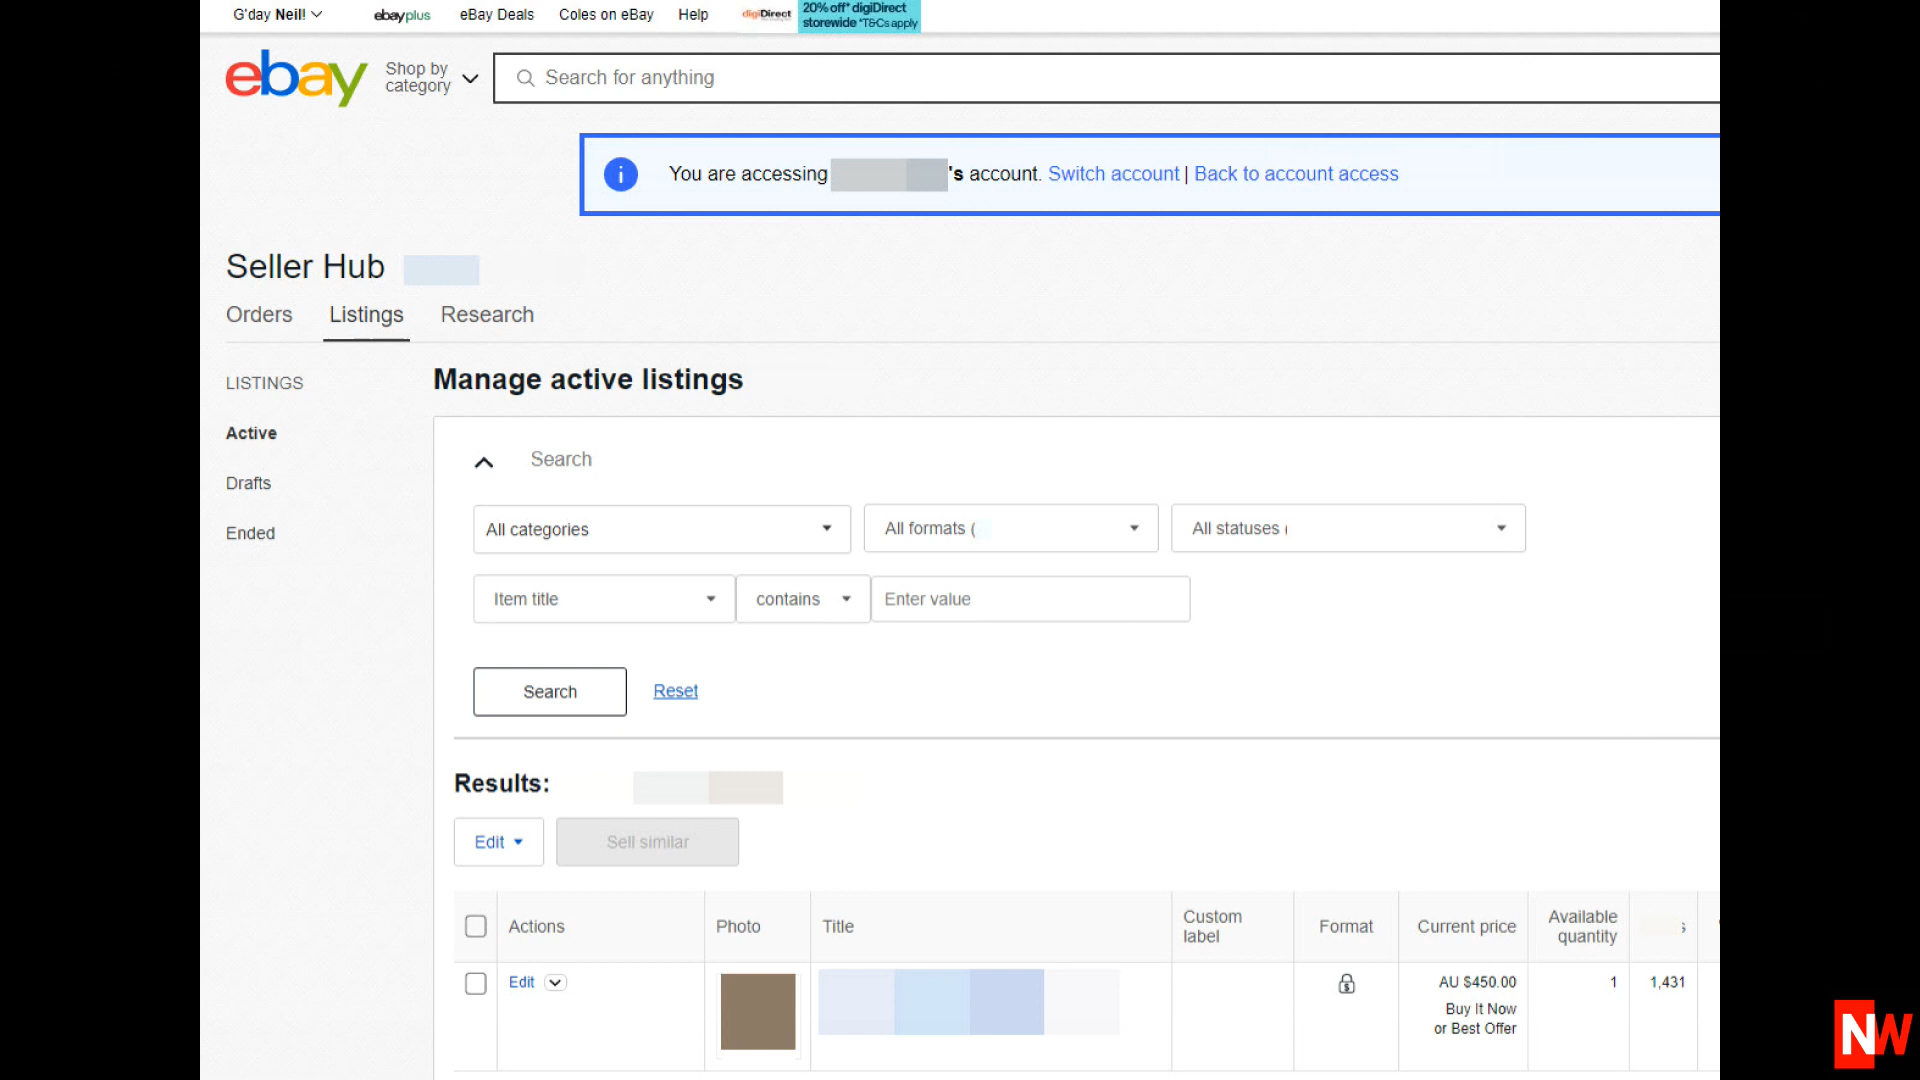 G'day Neil!
ebayplus
eBay Deals
Coles on eBay
Help
digiDirect
20% off* digiDirect
storewide *T&Cs apply
ebay
Shop by
category
Search for anything
You are accessing 's account. Switch account | Back to account access
Seller Hub
Orders
Listings
Research
LISTINGS
Manage active listings
Active
Search
Drafts
All categories
All formats (
All statuses (
Ended
Item title
contains
Enter value
Search
Reset
Results:
Edit
Sell similar
Actions
Photo
Title
Custom
label
Format
Current price
Available
quantity
s
Edit
AU $450.00
1
1,431
Buy It Now
or Best Offer
NW